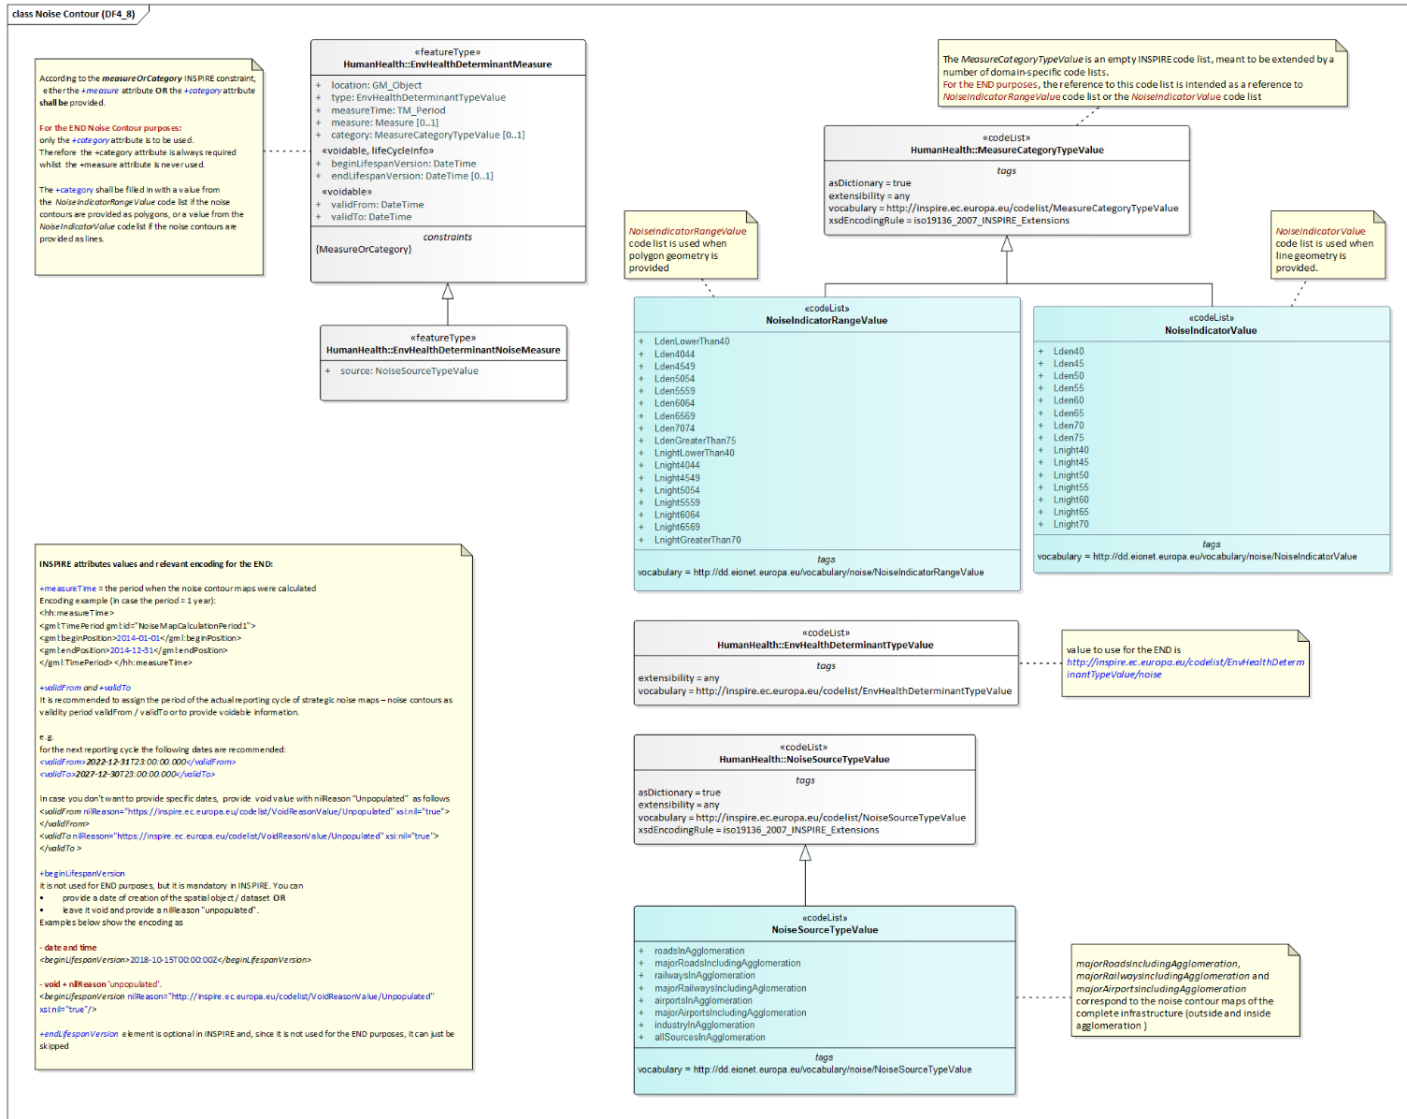 class Noise Contour (DF4_8)
According to the measureOrCategory INSPIRE constraint,
either the +measure attribute OR the +category attribute
shall be provided.
For the END Noise Contour purposes:
only the +category attribute is to be used.
Therefore the +category attribute is always required
whilst the +measure attribute is never used.
The +category shall be filled in with a value from
the NoiseIndicatorRangeValue code list if the noise
contours are provided as polygons, or a value from the
NoiseIndicatorValue code list if the noise contours are
provided as lines.
«featureType»
HumanHealth::EnvHealthDeterminantMeasure
+ location: GM_Object
+ type: EnvHealthDeterminantTypeValue
+ measureTime: TM_Period
+ measure: Measure [0..1]
+ category: MeasureCategoryTypeValue [0..1]
«voidable, lifeCycleInfo»
+ beginLifespanVersion: DateTime
+ endLifespanVersion: DateTime [0..1]
«voidable»
+ validFrom: DateTime
+ validTo: DateTime
constraints
{MeasureOrCategory}
«featureType»
HumanHealth::EnvHealthDeterminantNoiseMeasure
+ source: NoiseSourceTypeValue
The MeasureCategoryTypeValue is an empty INSPIRE code list, meant to be extended by a
number of domain-specific code lists.
For the END purposes, the reference to this code list is intended as a reference to
NoiseIndicatorRangeValue code list or the NoiseIndicatorValue code list
«codeList»
HumanHealth::MeasureCategoryTypeValue
tags
asDictionary = true
extensibility = any
vocabulary = http://inspire.ec.europa.eu/codelist/MeasureCategoryTypeValue
xsdEncodingRule = iso19136_2007_INSPIRE_Extensions
NoiseIndicatorRangeValue
code list is used when
polygon geometry is
provided
NoiseIndicatorValue
code list is used when
line geometry is
provided.
«codeList»
NoiseIndicatorRangeValue
+ LdenLowerThan40
+ Lden4044
+ Lden4549
+ Lden5054
+ Lden5559
+ Lden6064
+ Lden6569
+ Lden7074
+ LdenGreaterThan75
+ LnightLowerThan40
+ Lnight4044
+ Lnight4549
+ Lnight5054
+ Lnight5559
+ Lnight6064
+ Lnight6569
+ LnightGreaterThan70
tags
vocabulary = http://dd.eionet.europa.eu/vocabulary/noise/NoiseIndicatorRangeValue
«codeList»
NoiseIndicatorValue
+ Lden40
+ Lden45
+ Lden50
+ Lden55
+ Lden60
+ Lden65
+ Lden70
+ Lden75
+ Lnight40
+ Lnight45
+ Lnight50
+ Lnight55
+ Lnight60
+ Lnight65
+ Lnight70
tags
vocabulary = http://dd.eionet.europa.eu/vocabulary/noise/NoiseIndicatorValue
INSPIRE attributes values and relevant encoding for the END:
+measureTime = the period when the noise contour maps were calculated
Encoding example (in case the period = 1 year):
<hh:measureTime>
<gml:TimePeriod gml:id="NoiseMapCalculationPeriod1">
<gml:beginPosition>2014-01-01</gml:beginPosition>
<gml:endPosition>2014-12-31</gml:endPosition>
</gml:TimePeriod> </hh:measureTime>
+validFrom and +validTo
It is recommended to assign the period of the actual reporting cycle of strategic noise maps – noise contours as
validity period validFrom / validTo or to provide voidable information.
e.g.
for the next reporting cycle the following dates are recommended:
<validFrom>2022-12-31T23:00:00.000</validFrom>
<validTo>2027-12-30T23:00:00.000</validTo>
In case you don't want to provide specific dates, provide void value with nilReason "Unpopulated" as follows
<validFrom nilReason="https://inspire.ec.europa.eu/codelist/VoidReasonValue/Unpopulated" xsi:nil="true">
</validFrom>
<validTo nilReason="https://inspire.ec.europa.eu/codelist/VoidReasonValue/Unpopulated" xsi:nil="true">
</validTo >
+beginLifespanVersion
it is not used for END purposes, but it is mandatory in INSPIRE. You can
• provide a date of creation of the spatial object / dataset OR
• leave it void and provide a nilReason "unpopulated".
Examples below show the encoding as
- date and time
<beginLifespanVersion>2018-10-15T00:00:00Z</beginLifespanVersion>
- void + nilReason 'unpopulated'.
<beginLifespanVersion nilReason="http://inspire.ec.europa.eu/codelist/VoidReasonValue/Unpopulated"
xsi:nil="true"/>
+endLifespanVersion element is optional in INSPIRE and, since it is not used for the END purposes, it can just be
skipped
«codeList»
HumanHealth::EnvHealthDeterminantTypeValue
tags
extensibility = any
vocabulary = http://inspire.ec.europa.eu/codelist/EnvHealthDeterminantTypeValue
value to use for the END is
http://inspire.ec.europa.eu/codelist/EnvHealthDeterm
inantTypeValue/noise
«codeList»
HumanHealth::NoiseSourceTypeValue
tags
asDictionary = true
extensibility = any
vocabulary = http://inspire.ec.europa.eu/codelist/NoiseSourceTypeValue
xsdEncodingRule = iso19136_2007_INSPIRE_Extensions
«codeList»
NoiseSourceTypeValue
+ roadsInAgglomeration
+ majorRoadsIncludingAgglomeration
+ railwaysInAgglomeration
+ majorRailwaysIncludingAgglomeration
+ airportsInAgglomeration
+ majorAirportsIncludingAgglomeration
+ industryInAgglomeration
+ allSourcesInAgglomeration
tags
vocabulary = http://dd.eionet.europa.eu/vocabulary/noise/NoiseSourceTypeValue
majorRoadsIncludingAgglomeration,
majorRailwaysIncludingAgglomeration and
majorAirportsIncludingAgglomeration
correspond to the noise contour maps of the
complete infrastructure (outside and inside
agglomeration )